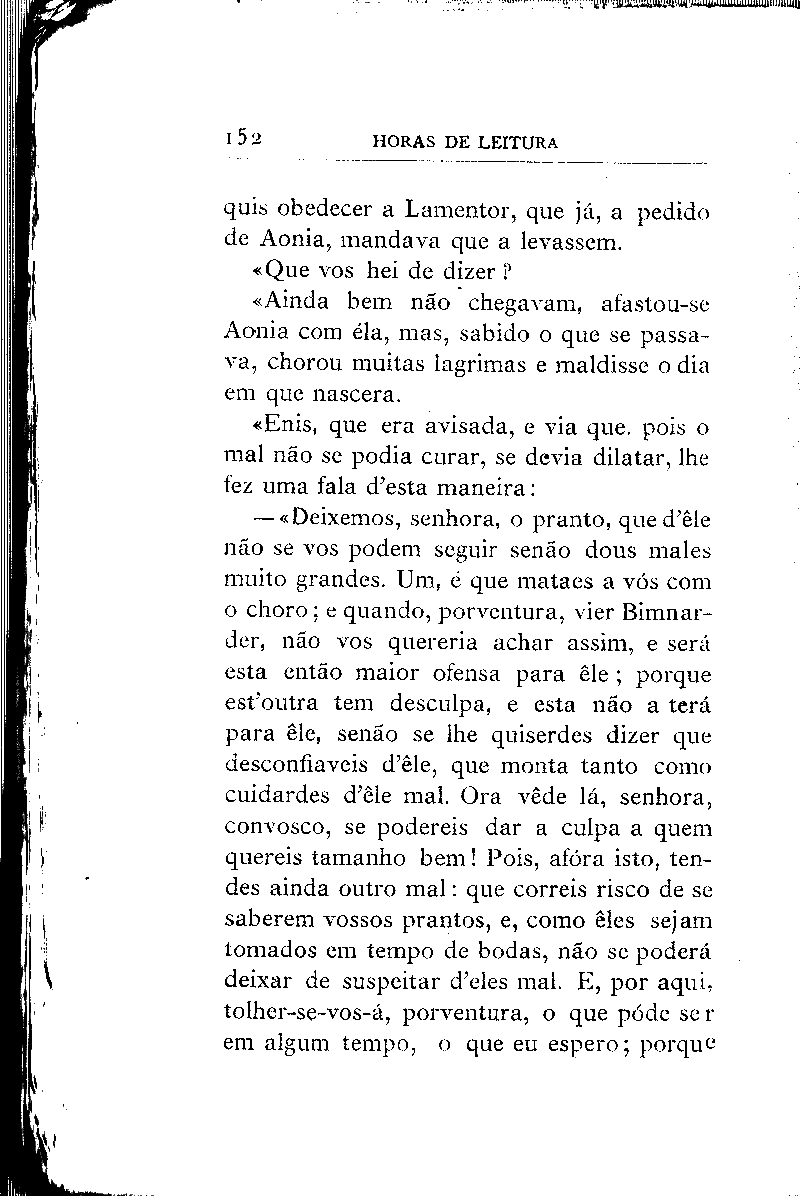 152 HORAS DE LEITURA
quis obedecer a Lamentor, que já, a pedido
de Aonia, mandava que a levassem.
«Que vos hei de dizer ?
«Ainda bem não chegavam, afastou-se
Aonia com éla, mas, sabido o que se passa-
va, chorou muitas lagrimas e maldisse o dia
em que nascera.
«Enis, que era avisada, e via que. pois o
mal não se podia curar, se devia dilatar, lhe
fez uma fala d'esta maneira:
—«Deixemos, senhora, o pranto, que d'êle
não se vos podem seguir senão dous males
muito grandes. Um, é que mataes a vós com
o choro; e quando, porventura, vier Bimnar-
der, não vos quereria achar assim, e será
esta então maior ofensa para êle; porque
est'outra tem desculpa, e esta não a terá
para êle, senão se lhe quiserdes dizer que
desconfiaveis d'êle, que monta tanto como
cuidardes d'êle mal. Ora vêde lá, senhora,
convosco, se podereis dar a culpa a quem
quereis tamanho bem! Pois, afóra isto, ten-
des ainda outro mal: que correis risco de se
saberem vossos prantos, e, como êles sejam
tomados em tempo de bodas, não se poderá
deixar de suspeitar d'eles mal. E, por aqui,
tolher-se-vos-á, porventura, o que póde ser
em algum tempo, o que eu espero; porque